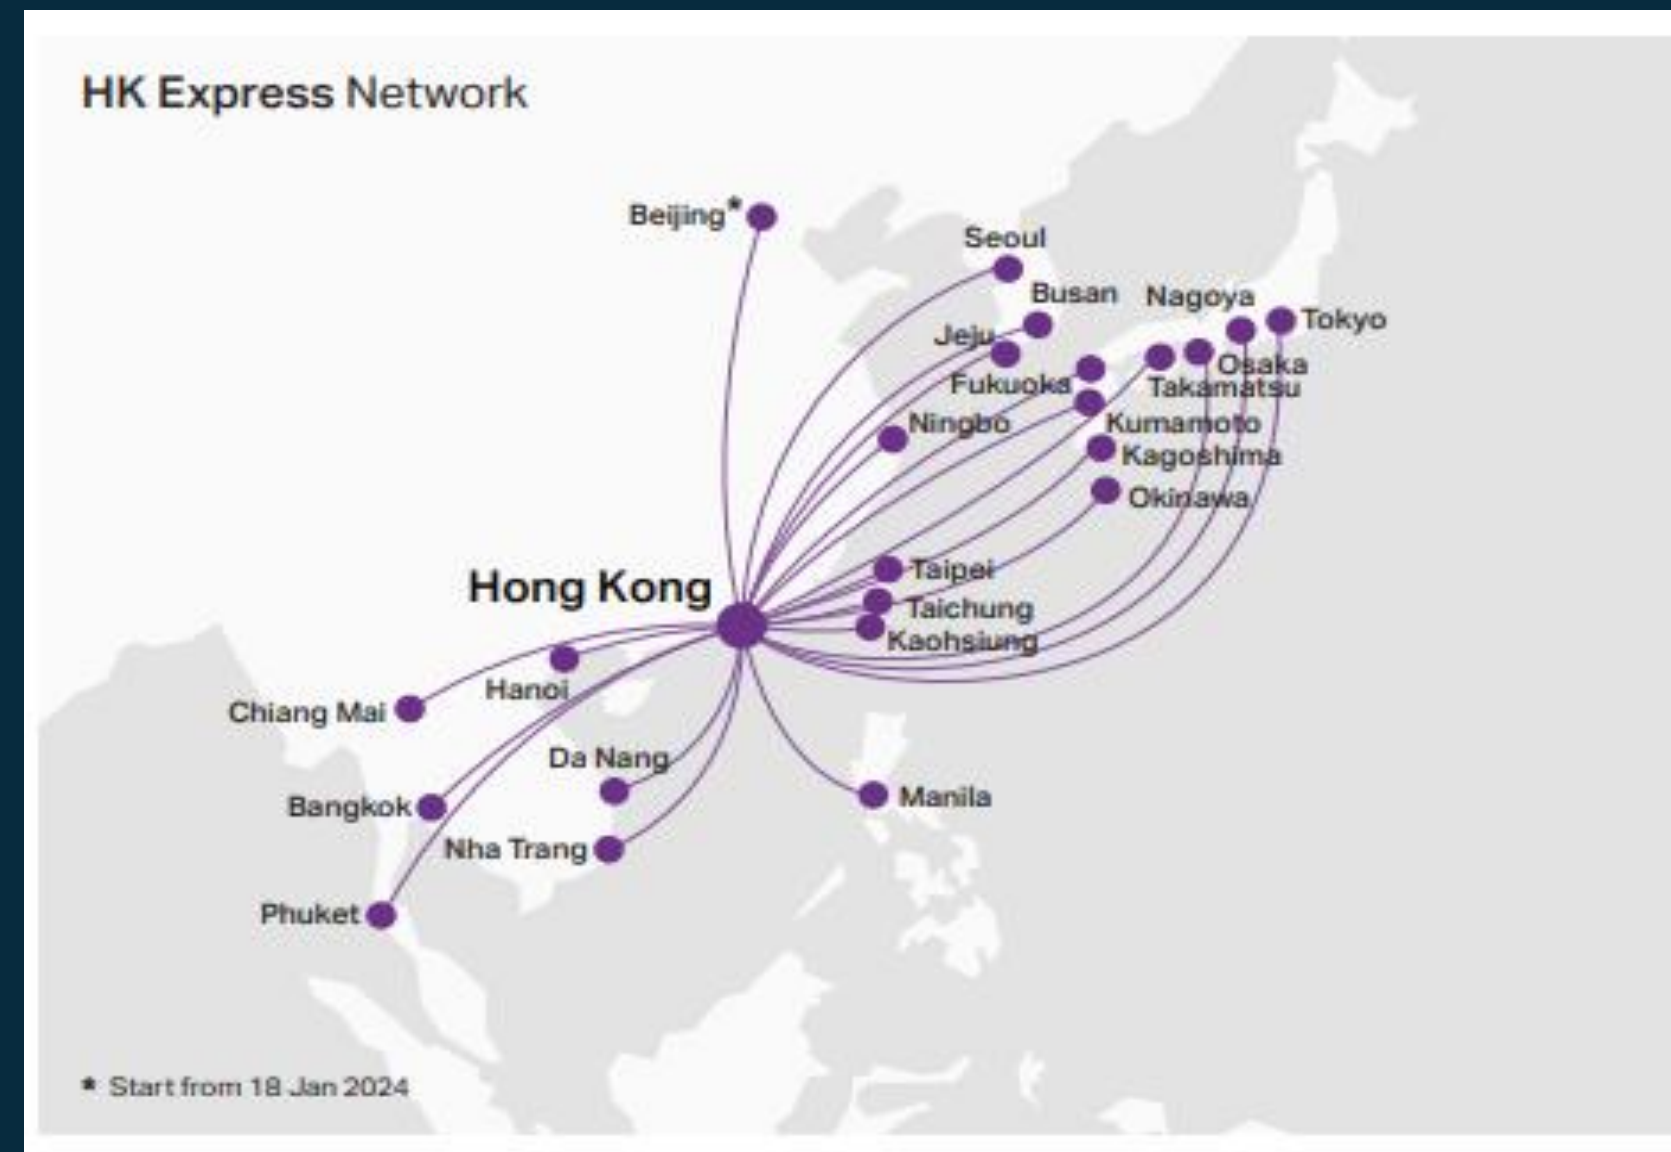 HK Express Network
Beijing*
Seoul
Busan
Nagoya
Tokyo
Jeju
Osaka
Fukuoka
Takamatsu
Ningbo
Kumamoto
Kagoshima
Okinawa
Taipei
Hong Kong
Taichung
Kaohsiung
Hanoi
Chiang Mai
Da Nang
Manila
Bangkok
Nha Trang
Phuket
* Start from 18 Jan 2024